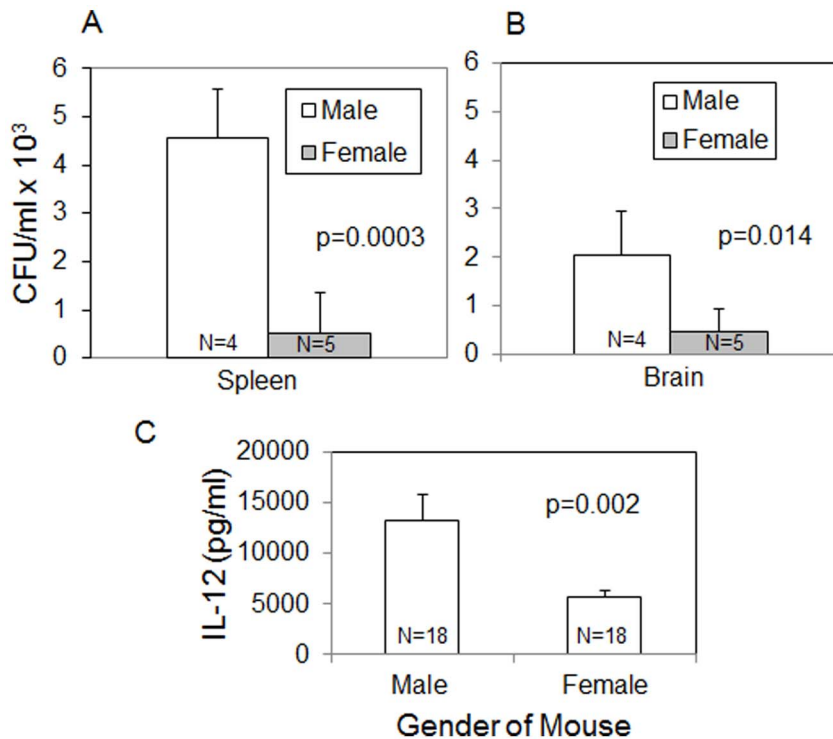 A
CFU/ml x 10³
6
5
4
3
2
1
0
Male
Female
p=0.0003
N=4
N=5
Spleen
B
6
5
4
3
2
1
0
Male
Female
p=0.014
N=4
N=5
Brain
C
IL-12 (pg/ml)
20000
15000
10000
5000
0
p=0.002
N=18
N=18
Male
Female
Gender of Mouse